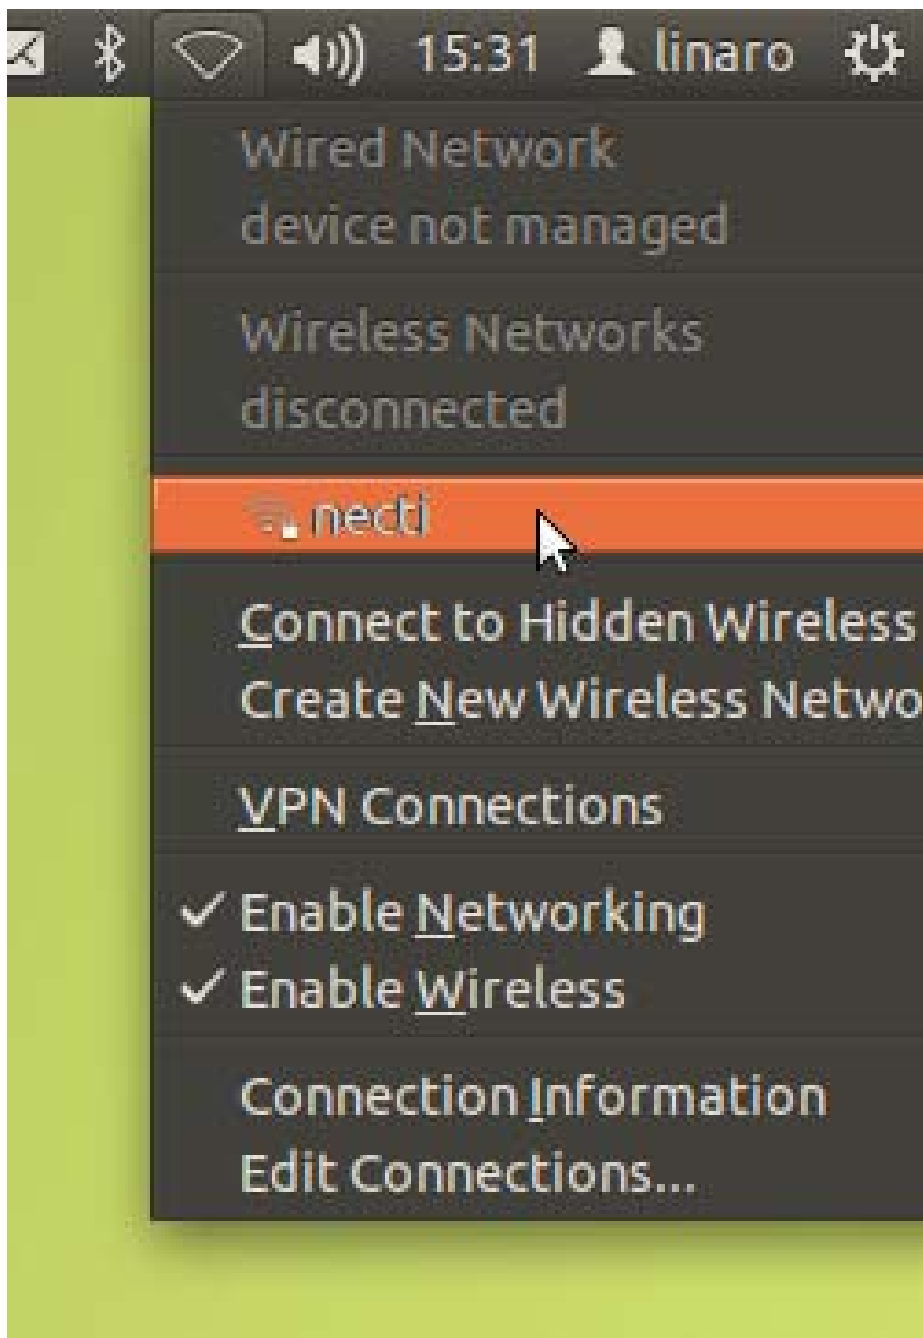 15:31 linaro
Wired Network
device not managed
Wireless Networks
disconnected
necti
Connect to Hidden Wireless
Create New Wireless Netwo
VPN Connections
Enable Networking
Enable Wireless
Connection Information
Edit Connections...